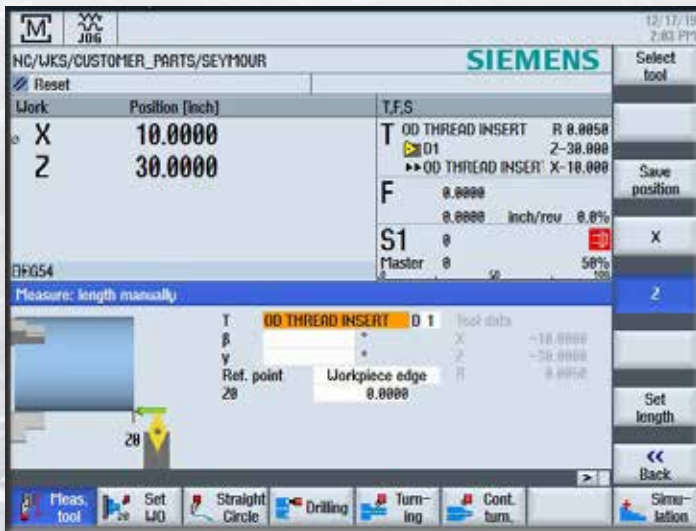 M JOG
12/17/19
2:03 PM
NC/WKS/CUSTOMER_PARTS/SEYMOUR
SIEMENS
Select tool
Reset
Work Position [inch]
T,F,S
X 10.0000
Z 30.0000
T OD THREAD INSERT R 0.0050
D1 Z-30.000
OD THREAD INSER X-10.000
F 0.0000
0.0000 inch/rev 0.0%
S1 0
Master 0 50%
0 50 100
G54
Save position
X
Z
Measure: length manually
T OD THREAD INSERT D 1 Tool data
β ° X -10.0000
γ ° Z -30.0000
Ref. point Workpiece edge R 0.0050
Z0 0.0000
Z0
Set length
<< Back
>
Meas. tool
Set WO
Straight Circle
Drilling
Turn-ing
Cont. turn.
Simu-lation